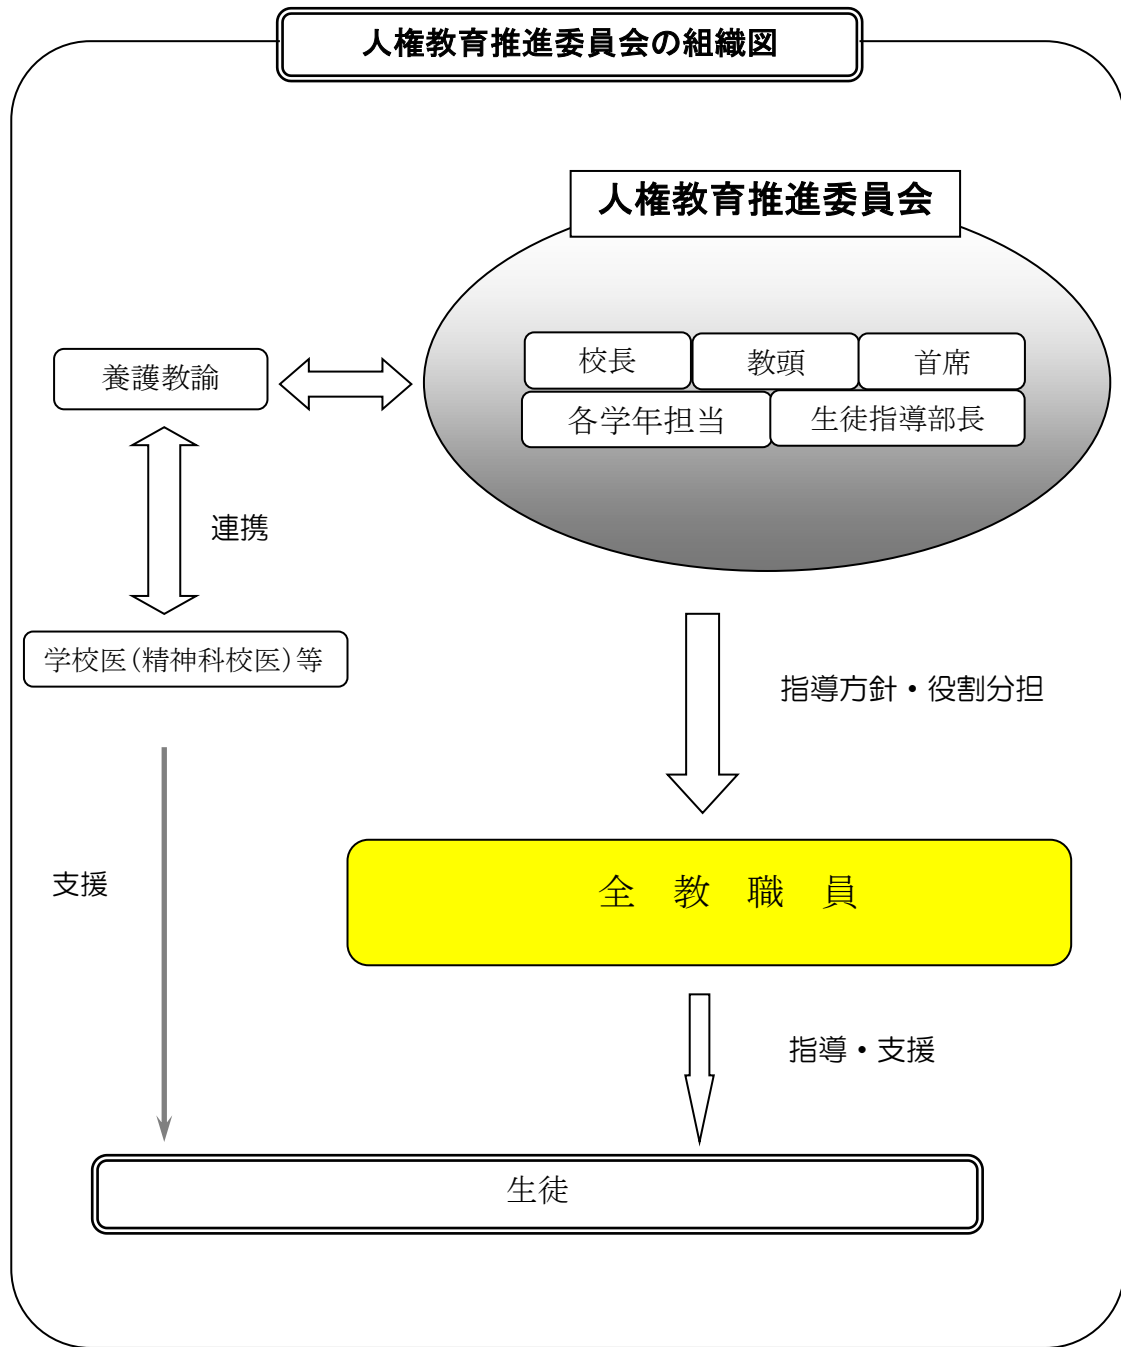 人権教育推進委員会の組織図
人権教育推進委員会
校長
教頭
首席
養護教諭
各学年担当
生徒指導部長
連携
学校医(精神科校医)等
指導方針・役割分担
支援
全　教　職　員
指導・支援
生徒